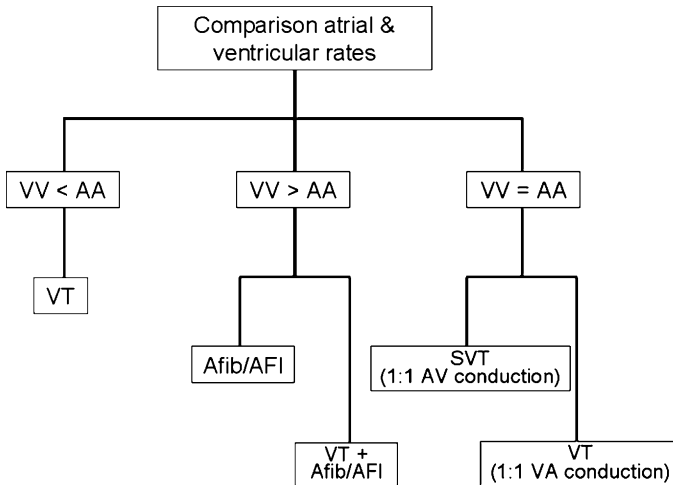 Comparison atrial &
ventricular rates
VV < AA
VV > AA
VV = AA
VT
Afib/AFl
SVT
(1:1 AV conduction)
VT +
Afib/AFl
VT
(1:1 VA conduction)